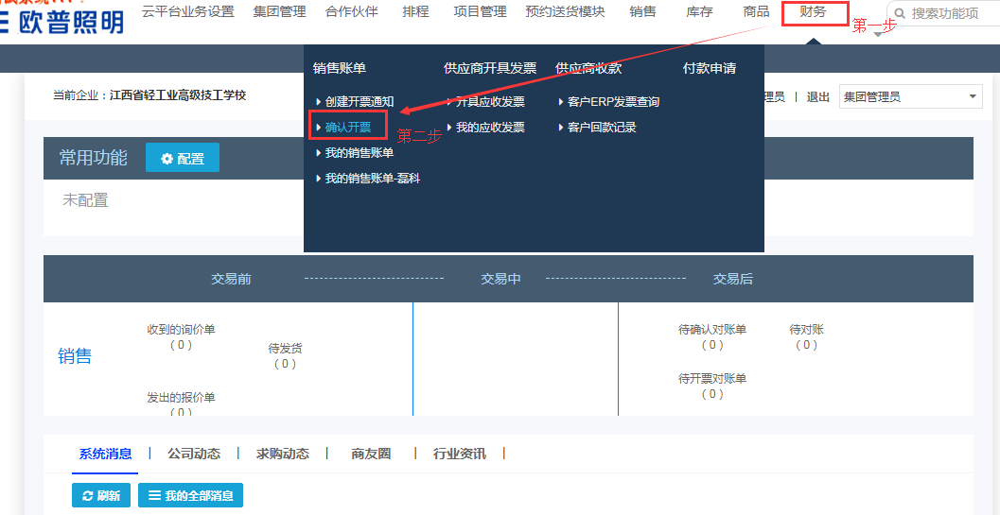 欧普照明
云平台业务设置 集团管理 合作伙伴 排程 项目管理 预约送货模块 销售 库存 商品 财务 搜索功能项
第一步
销售账单 供应商开具发票 供应商收款 付款申请
当前企业：江西省轻工业高级技工学校
理员 | 退出 集团管理员
创建开票通知 开具应收发票 客户ERP发票查询
确认开票 我的应收发票 客户回款记录
第二步
我的销售账单
我的销售账单-磊科
常用功能 配置
未配置
交易前 交易中 交易后
收到的询价单 待确认对账单 待对账
( 0 ) ( 0 ) ( 0 )
待发货
( 0 )
销售
待开票对账单
( 0 )
发出的报价单
( 0 )
系统消息 | 公司动态 | 求购动态 | 商友圈 | 行业资讯 |
刷新 我的全部消息